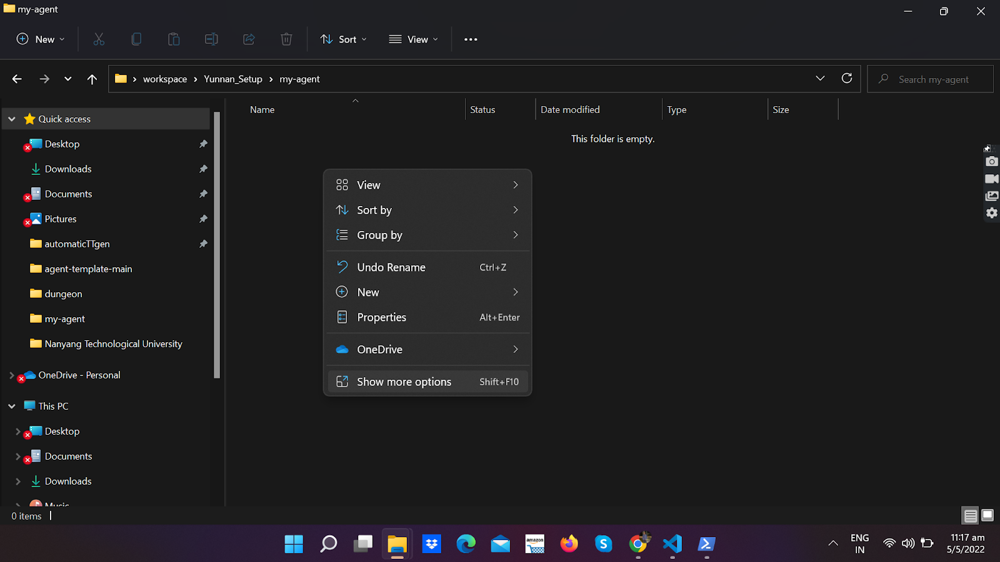 my-agent
New
Sort
View
workspace > Yunnan_Setup > my-agent
Search my-agent
Name
Status
Date modified
Type
Size
This folder is empty.
Quick access
Desktop
Downloads
Documents
Pictures
automaticTTgen
agent-template-main
dungeon
my-agent
Nanyang Technological University
OneDrive - Personal
This PC
Desktop
Documents
Downloads
Music
View
Sort by
Group by
Undo Rename Ctrl+Z
New
Properties Alt+Enter
OneDrive
Show more options Shift+F10
0 items
amazon
ENG
IN
11:17 am
5/5/2022